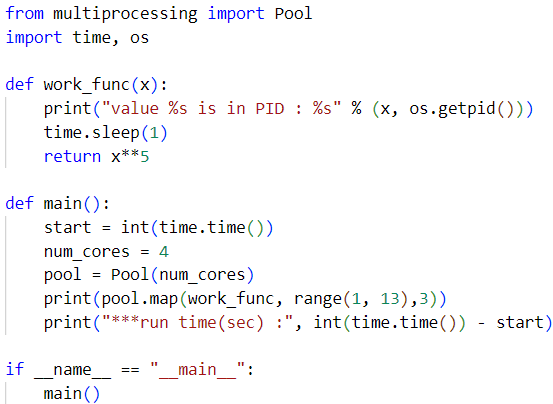 from multiprocessing import Pool
import time, os
def work_func(x):
    print("value %s is in PID : %s" % (x, os.getpid()))
    time.sleep(1)
    return x**5
def main():
    start = int(time.time())
    num_cores = 4
    pool = Pool(num_cores)
    print(pool.map(work_func, range(1, 13),3))
    print("***run time(sec) :", int(time.time()) - start)
if __name__ == "__main__":
    main()